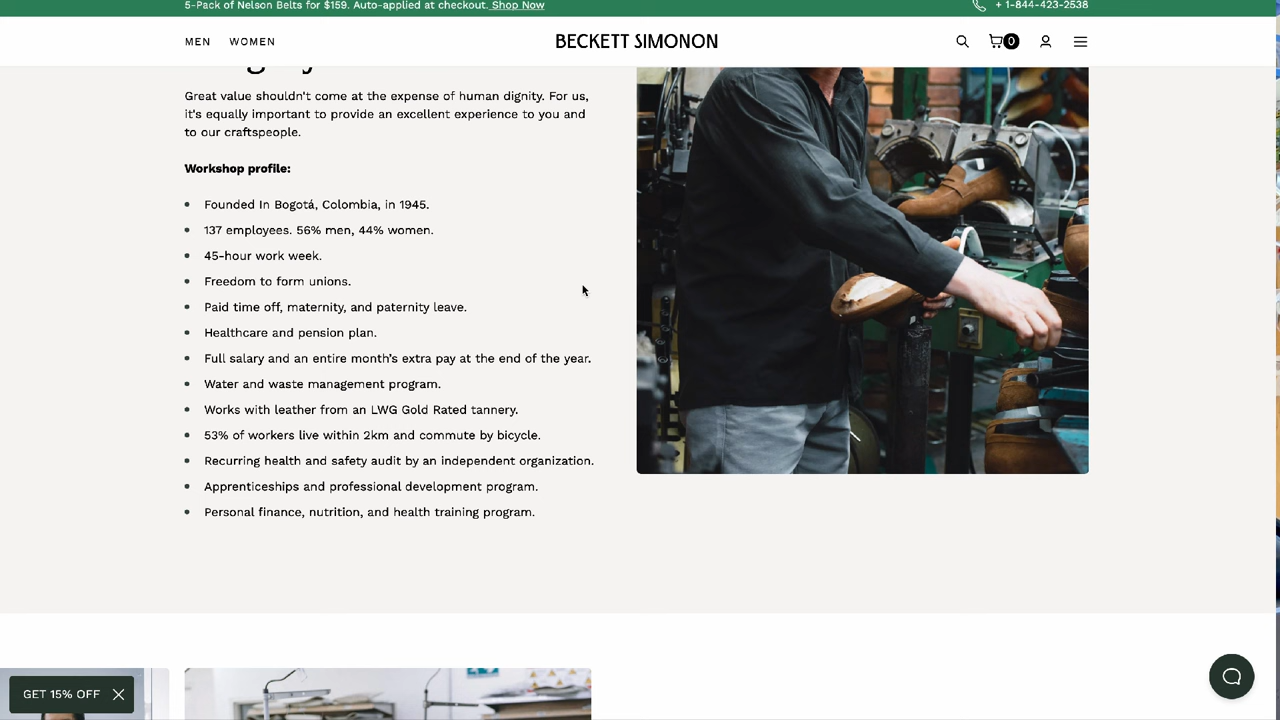 5-Pack of Nelson Belts for $159. Auto-applied at checkout. Shop Now
+ 1-844-423-2538
MEN WOMEN
BECKETT SIMONON
0
Great value shouldn't come at the expense of human dignity. For us,
it's equally important to provide an excellent experience to you and
to our craftspeople.
Workshop profile:
Founded In Bogotá, Colombia, in 1945.
137 employees. 56% men, 44% women.
45-hour work week.
Freedom to form unions.
Paid time off, maternity, and paternity leave.
Healthcare and pension plan.
Full salary and an entire month’s extra pay at the end of the year.
Water and waste management program.
Works with leather from an LWG Gold Rated tannery.
53% of workers live within 2km and commute by bicycle.
Recurring health and safety audit by an independent organization.
Apprenticeships and professional development program.
Personal finance, nutrition, and health training program.
GET 15% OFF